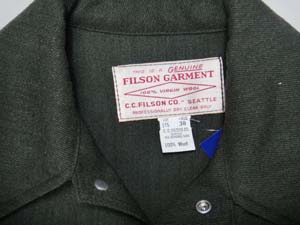 THIS IS A GENUINE
FILSON GARMENT
100% VIRGIN WOOL
C.C. FILSON CO. - SEATTLE
PROFESSIONALLY DRY CLEAN ONLY
38
100% Wool